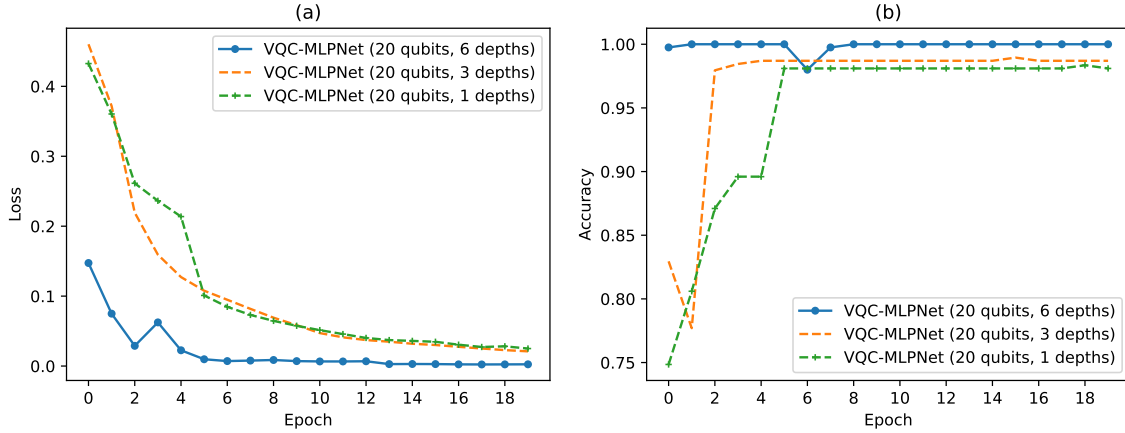 (a)
VQC-MLPNet (20 qubits, 6 depths)
VQC-MLPNet (20 qubits, 3 depths)
VQC-MLPNet (20 qubits, 1 depths)
Loss
0.4
0.3
0.2
0.1
0.0
0 2 4 6 8 10 12 14 16 18
Epoch
(b)
Accuracy
1.00
0.95
0.90
0.85
0.80
0.75
VQC-MLPNet (20 qubits, 6 depths)
VQC-MLPNet (20 qubits, 3 depths)
VQC-MLPNet (20 qubits, 1 depths)
0 2 4 6 8 10 12 14 16 18
Epoch